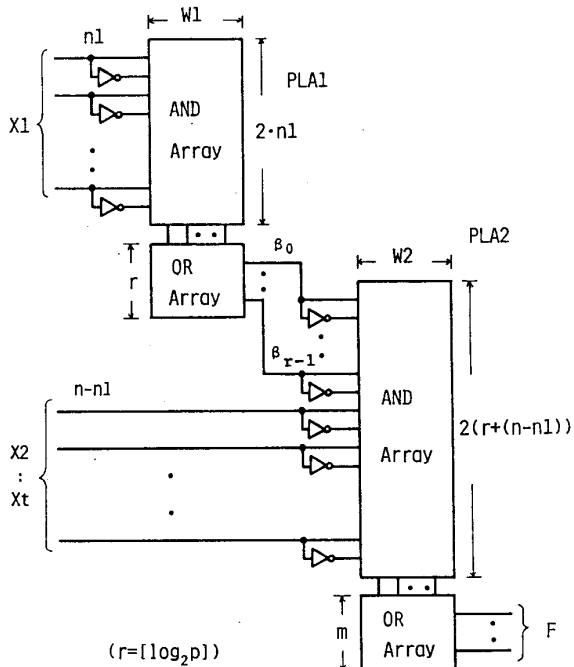 W1
n1
PLA1
X1
AND
Array
2·n1
β0
PLA2
r
OR
Array
W2
βr-1
n-n1
X2
:
Xt
AND
Array
2(r+(n-n1))
m
OR
Array
F
(r=[log2p])